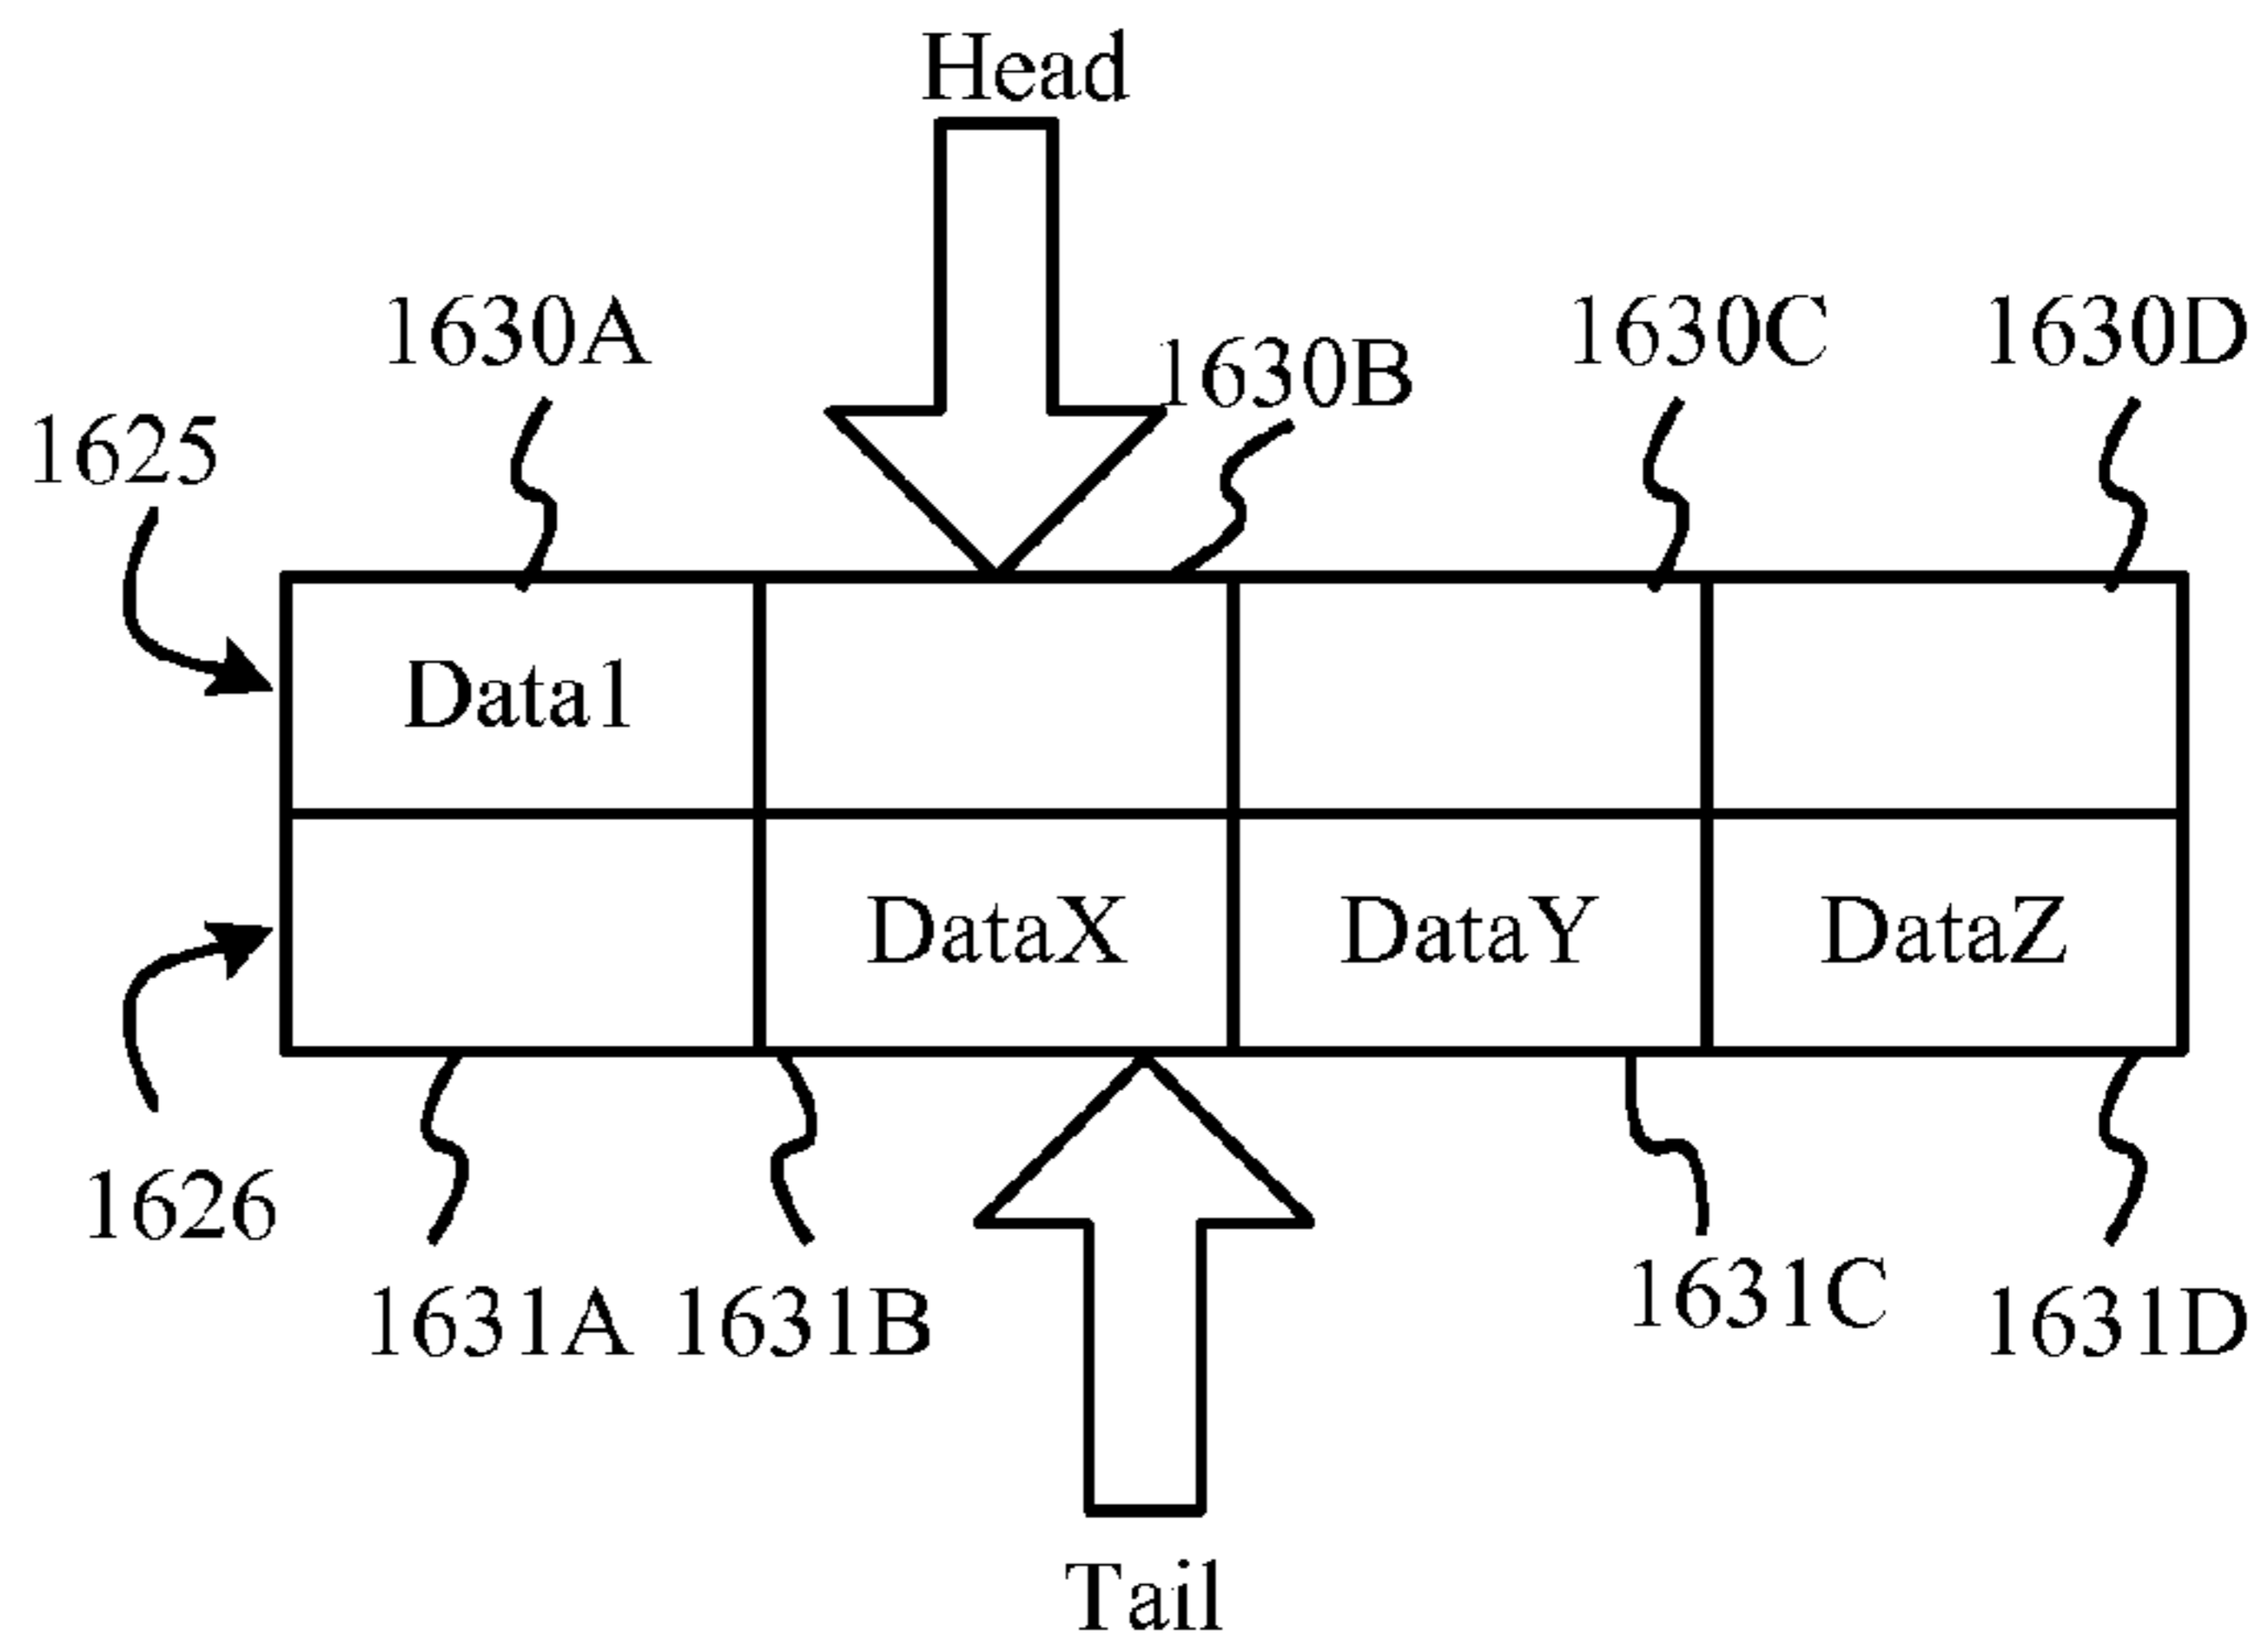 Head
1630A
1630B
1630C
1630D
1625
Data1
DataX
DataY
DataZ
1626
1631A
1631B
1631C
1631D
Tail